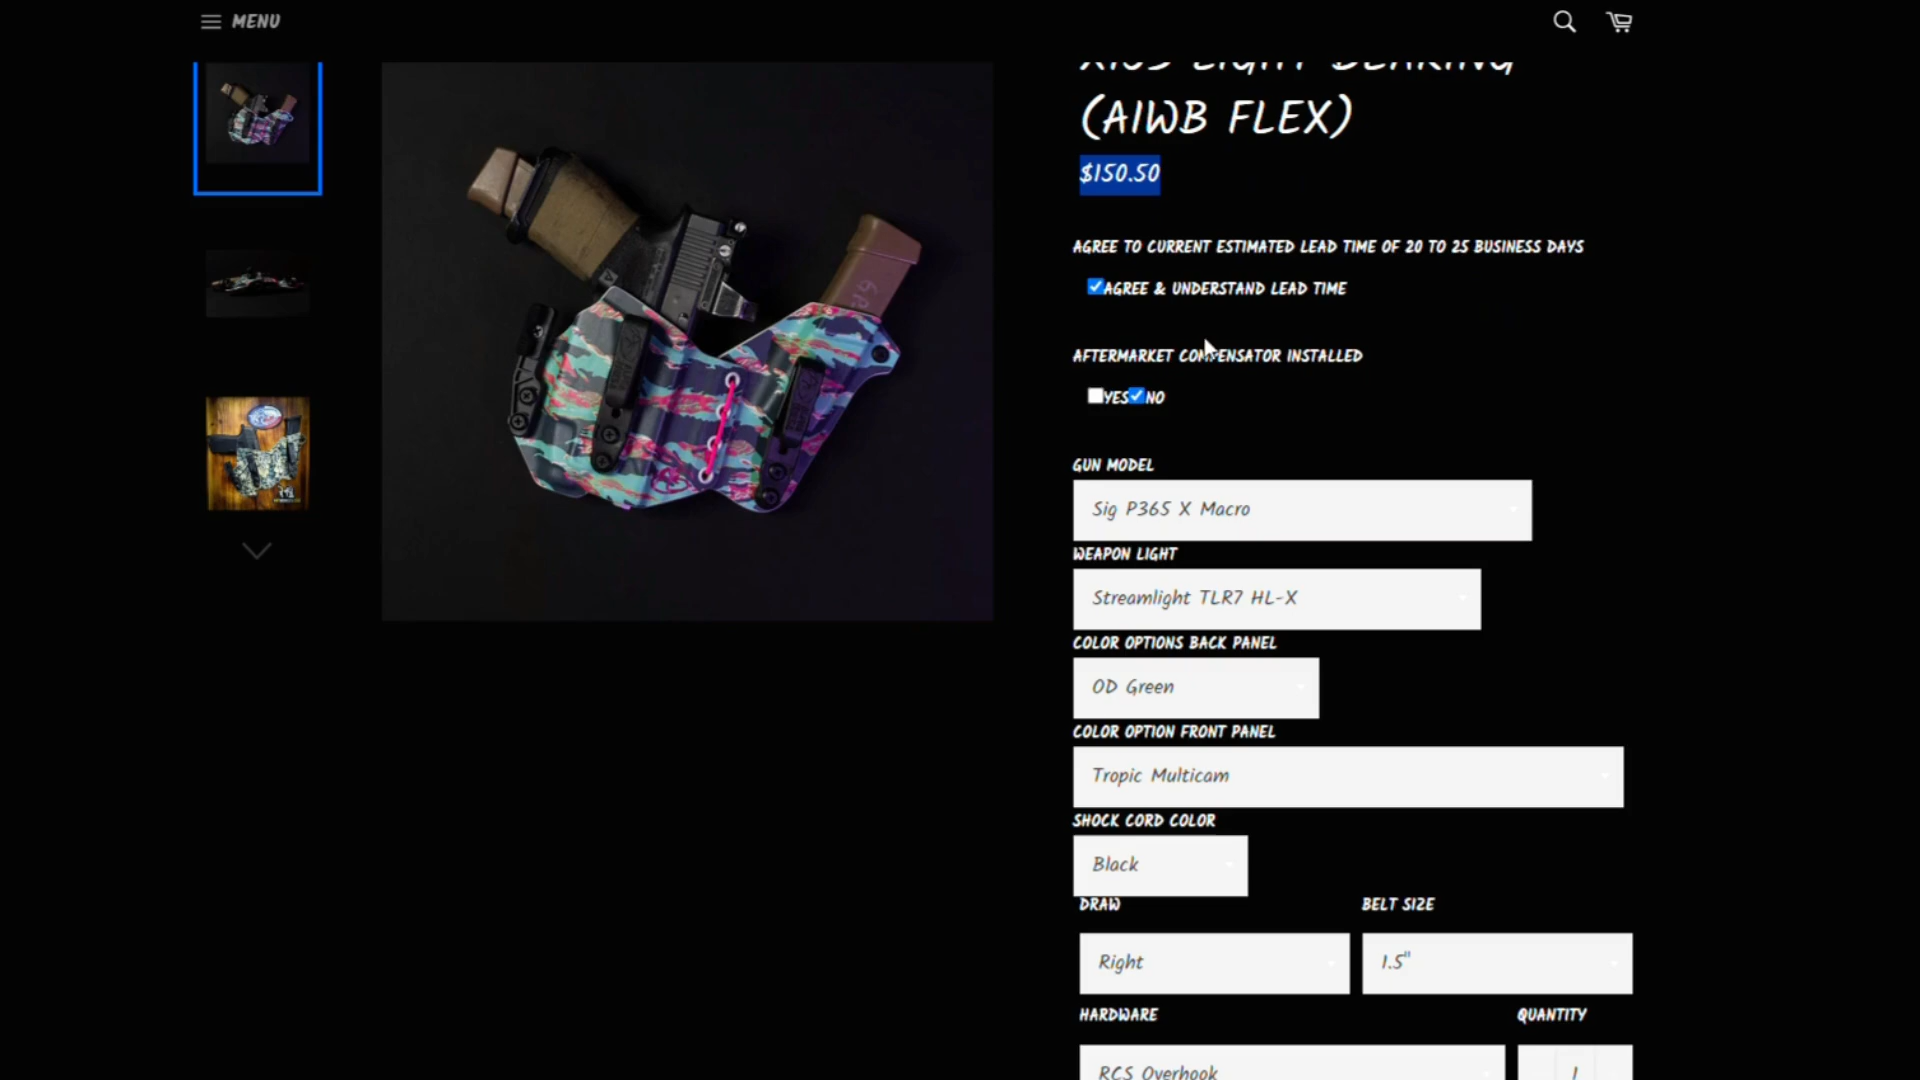 MENU
LIGHT BEARING
(AIWB FLEX)
$150.50
AGREE TO CURRENT ESTIMATED LEAD TIME OF 20 TO 25 BUSINESS DAYS
AGREE & UNDERSTAND LEAD TIME
AFTERMARKET COMPENSATOR INSTALLED
YES NO
GUN MODEL
Sig P365 X Macro
WEAPON LIGHT
Streamlight TLR7 HL-X
COLOR OPTIONS BACK PANEL
OD Green
COLOR OPTION FRONT PANEL
Tropic Multicam
SHOCK CORD COLOR
Black
DRAW BELT SIZE
Right 1.5"
HARDWARE QUANTITY
RCS Overhook 1